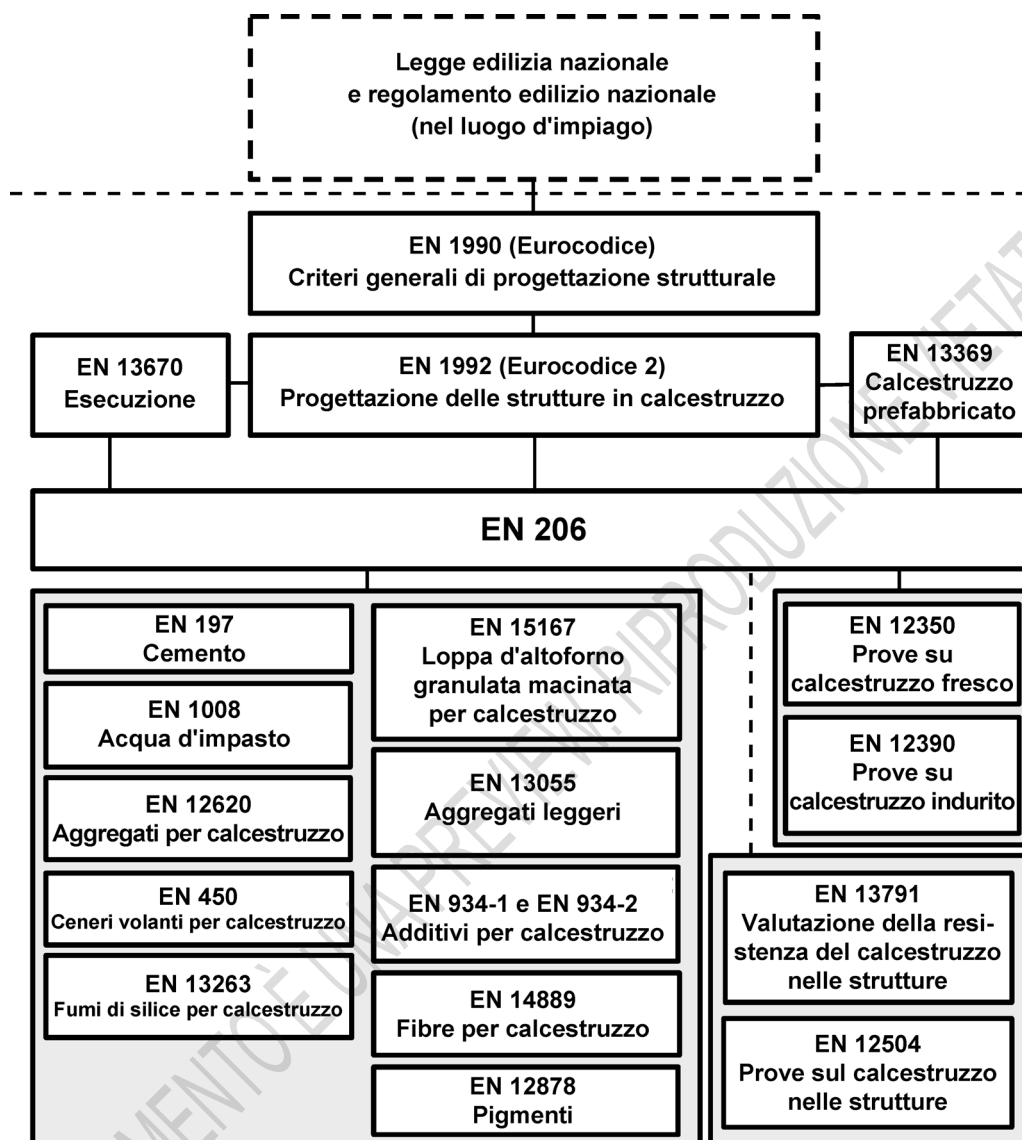 Legge edilizia nazionale
e regolamento edilizio nazionale
(nel luogo d'impiago)
EN 1990 (Eurocodice)
Criteri generali di progettazione strutturale
EN 13670
Esecuzione
EN 1992 (Eurocodice 2)
Progettazione delle strutture in calcestruzzo
EN 13369
Calcestruzzo
prefabbricato
EN 206
EN 197
Cemento
EN 1008
Acqua d'impasto
EN 12620
Aggregati per calcestruzzo
EN 450
Ceneri volanti per calcestruzzo
EN 13263
Fumi di silice per calcestruzzo
EN 15167
Loppa d'altoforno
granulata macinata
per calcestruzzo
EN 13055
Aggregati leggeri
EN 934-1 e EN 934-2
Additivi per calcestruzzo
EN 14889
Fibre per calcestruzzo
EN 12878
Pigmenti
EN 12350
Prove su
calcestruzzo fresco
EN 12390
Prove su
calcestruzzo indurito
EN 13791
Valutazione della resi-
stenza del calcestruzzo
nelle strutture
EN 12504
Prove sul calcestruzzo
nelle strutture
MENTO È UNA PREVIEW. RIPRODUZIONE VIETAT